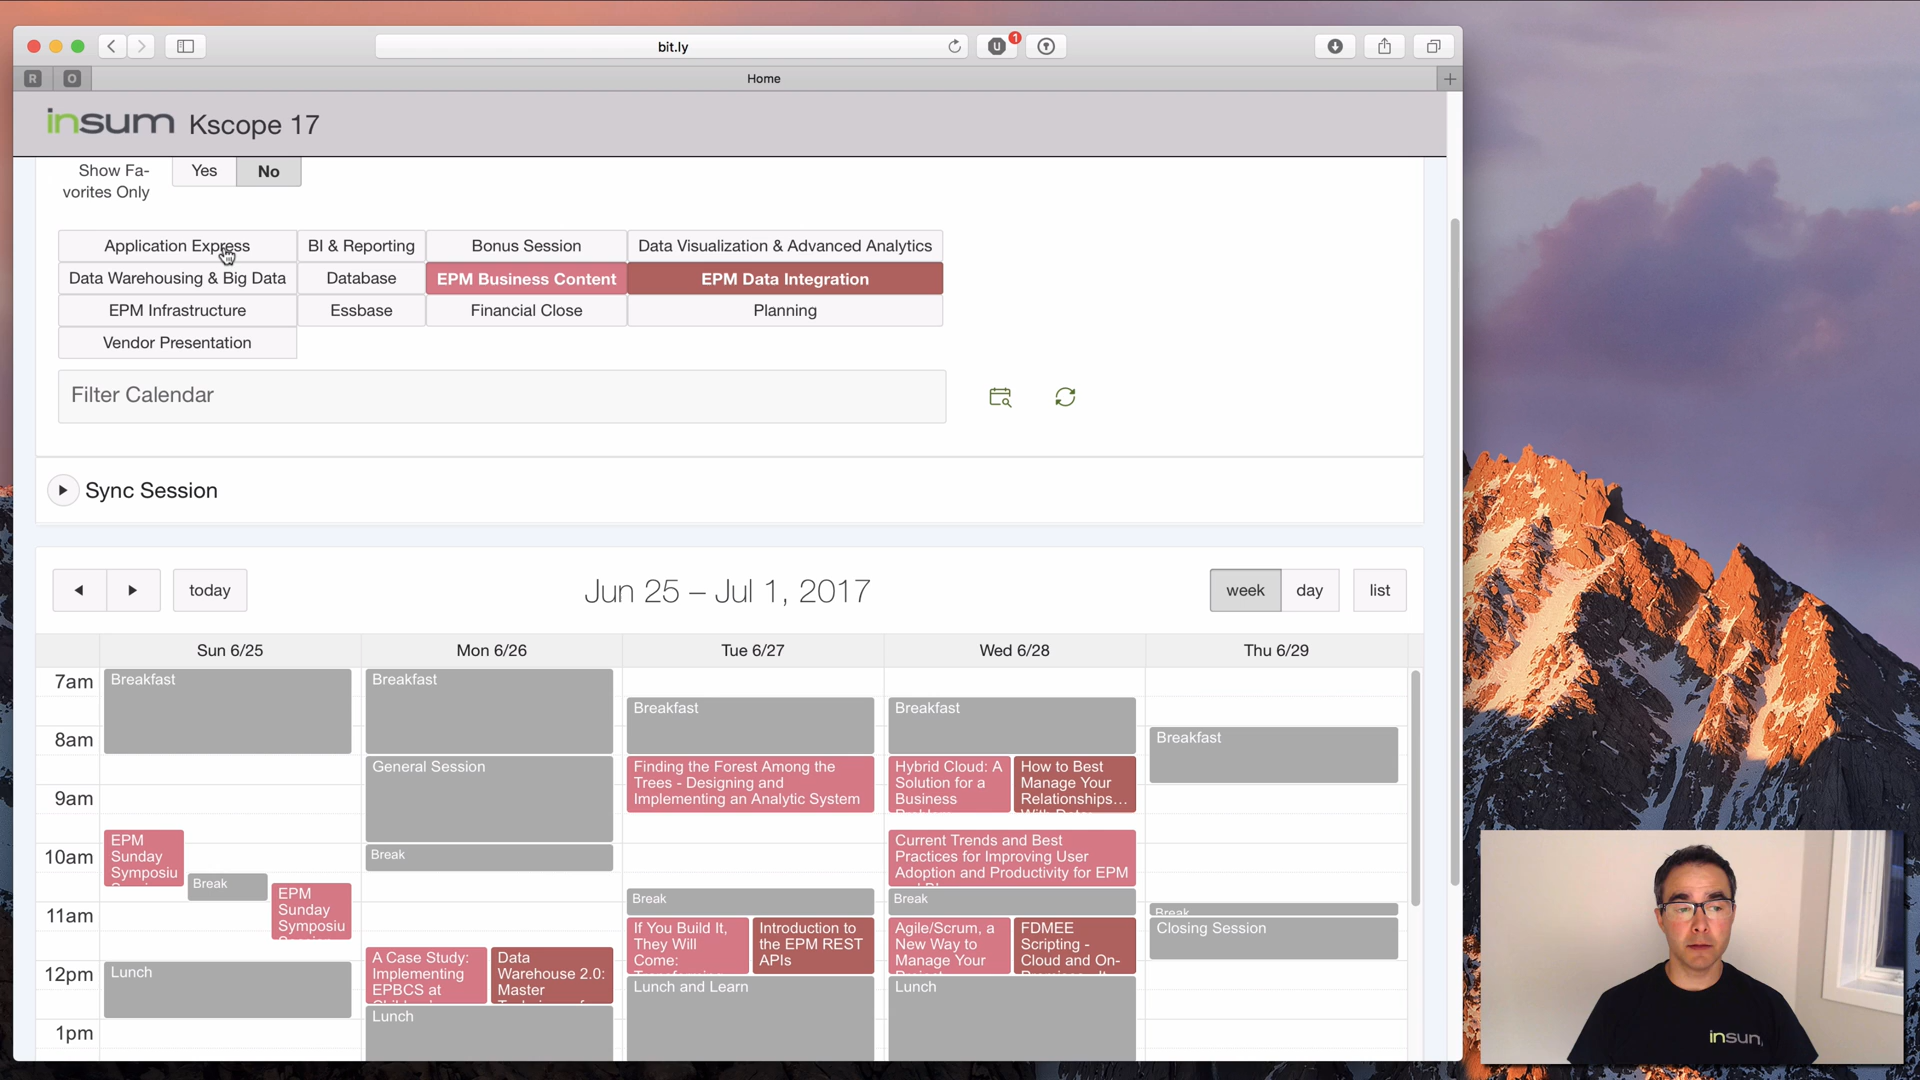 bit.ly
1
R
O
Home
insum Kscope 17
Show Fa-
vorites Only
Yes
No
Application Express
BI & Reporting
Bonus Session
Data Visualization & Advanced Analytics
Data Warehousing & Big Data
Database
EPM Business Content
EPM Data Integration
EPM Infrastructure
Essbase
Financial Close
Planning
Vendor Presentation
Filter Calendar
Sync Session
today
Jun 25 – Jul 1, 2017
week
day
list
Sun 6/25
Mon 6/26
Tue 6/27
Wed 6/28
Thu 6/29
7am
8am
9am
10am
11am
12pm
1pm
Breakfast
EPM
Sunday
Symposiu
Break
EPM
Sunday
Symposiu
Lunch
Breakfast
General Session
Break
A Case Study:
Implementing
EPBCS at
Data
Warehouse 2.0:
Master
Lunch
Breakfast
Finding the Forest Among the
Trees - Designing and
Implementing an Analytic System
Break
If You Build It,
They Will
Come:
Introduction to
the EPM REST
APIs
Lunch and Learn
Breakfast
Hybrid Cloud: A
Solution for a
Business
How to Best
Manage Your
Relationships...
Current Trends and Best
Practices for Improving User
Adoption and Productivity for EPM
Break
Agile/Scrum, a
New Way to
Manage Your
FDMEE
Scripting -
Cloud and On-
Lunch
Breakfast
Break
Closing Session
insum